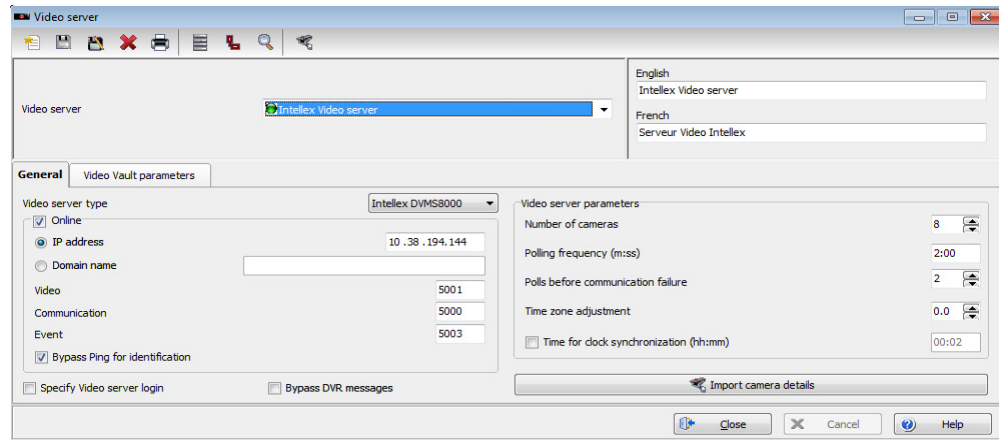 Video server
Video server
Intellex Video server
English
Intellex Video server
French
Serveur Video Intellex
General
Video Vault parameters
Video server type
Intellex DVMS8000
Online
IP address
10 .38 .194.144
Domain name
Video
5001
Communication
5000
Event
5003
Bypass Ping for identification
Specify Video server login
Bypass DVR messages
Video server parameters
Number of cameras
8
Polling frequency (m:ss)
2:00
Polls before communication failure
2
Time zone adjustment
0.0
Time for clock synchronization (hh:mm)
00:02
Import camera details
Close
Cancel
Help